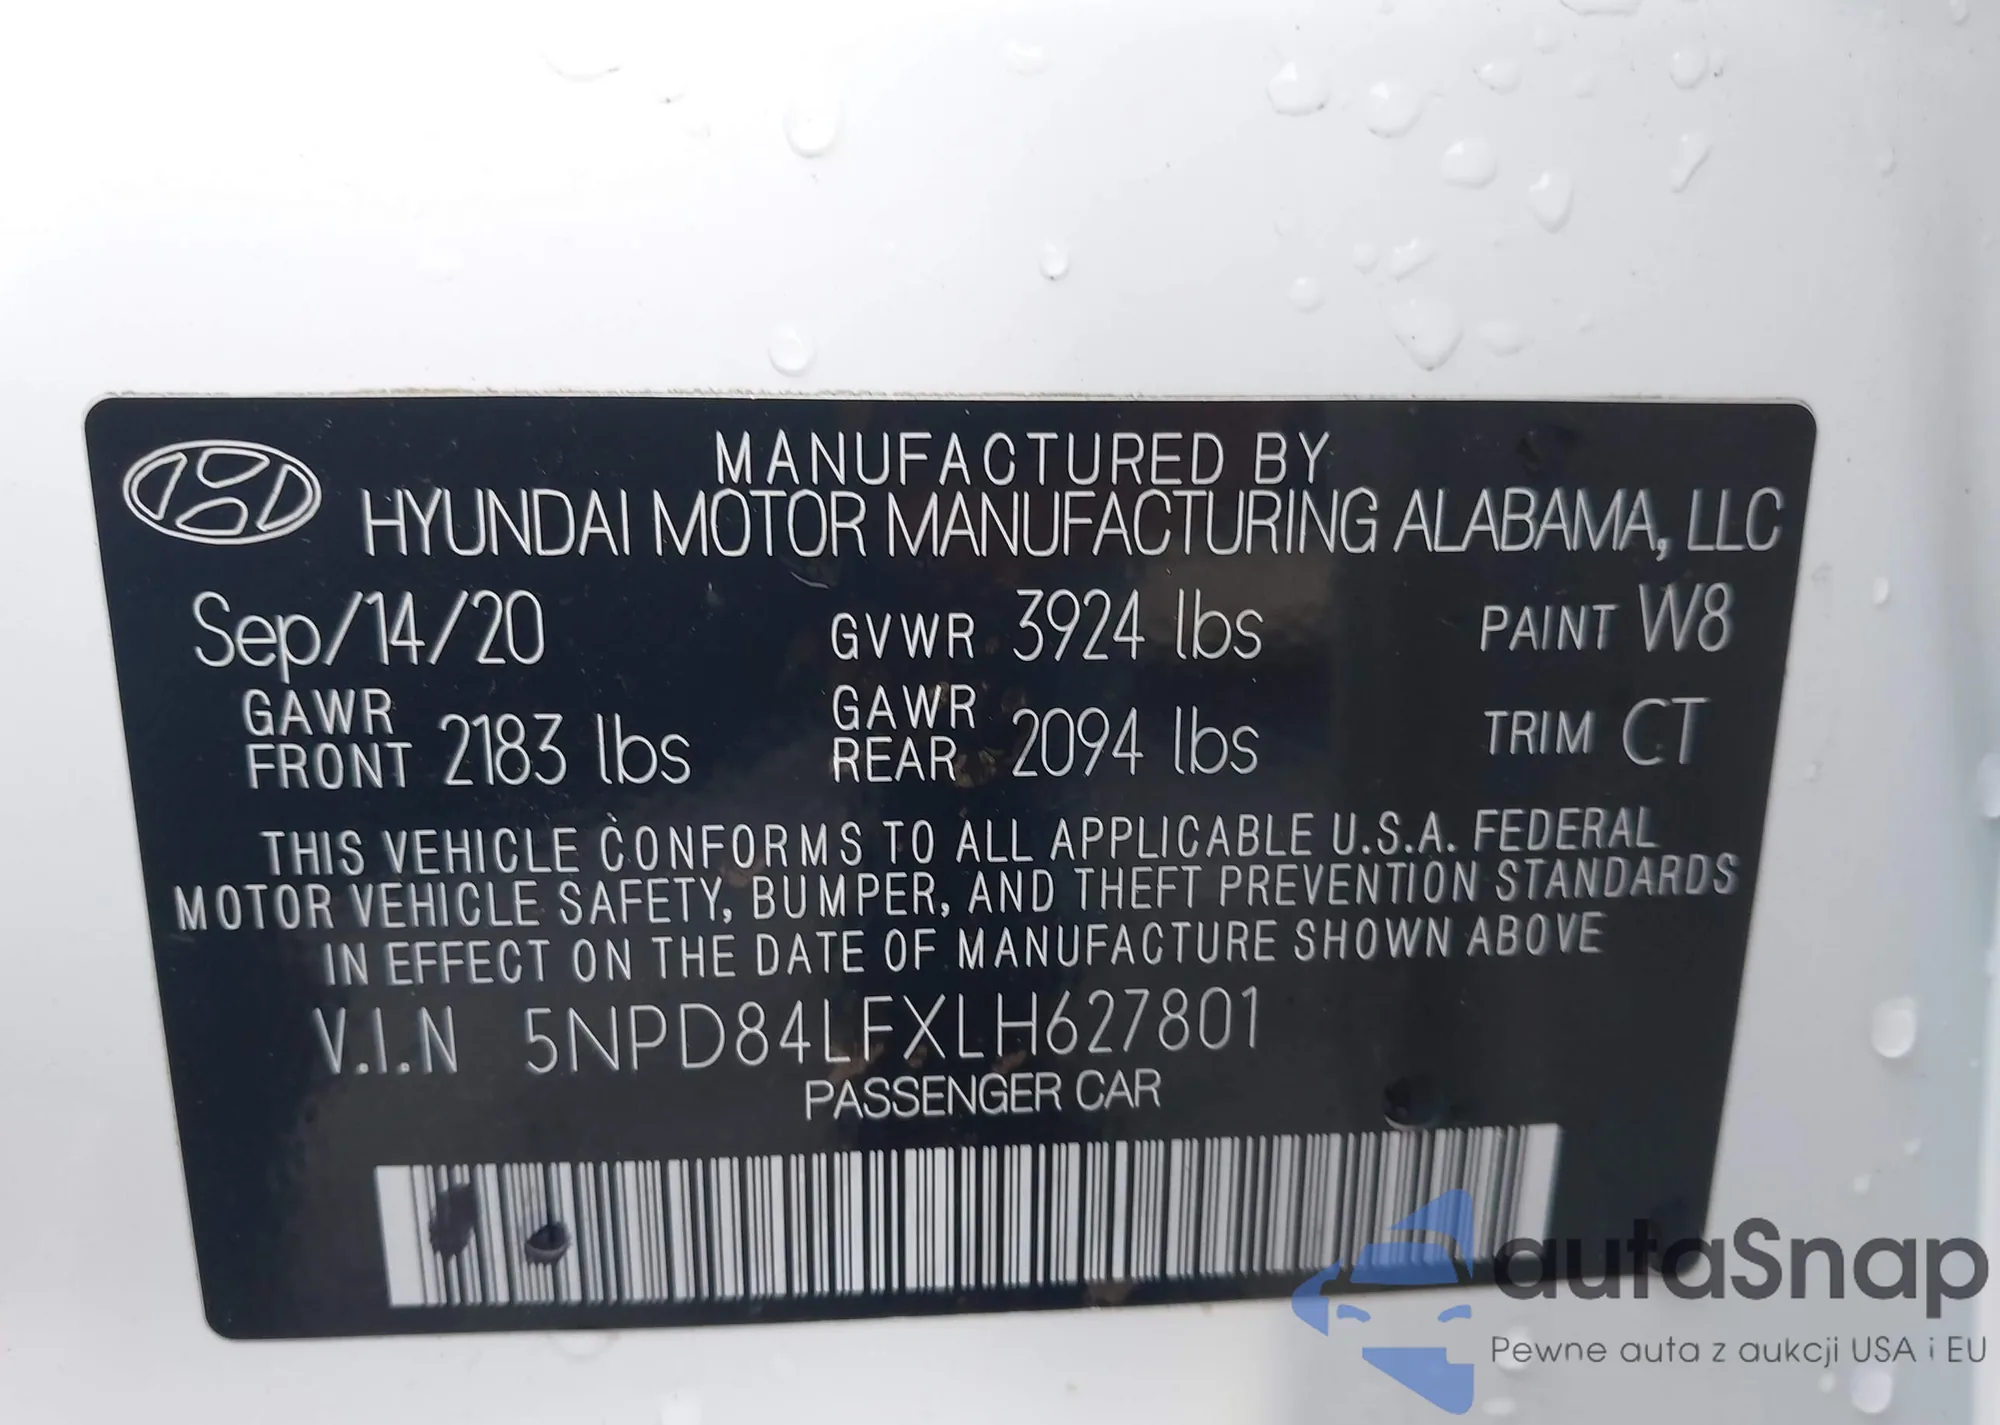 MANUFACTURED BY
HYUNDAI MOTOR MANUFACTURING ALABAMA, LLC
Sep/14/20 GVWR 3924 lbs PAINT W8
GAWR FRONT 2183 lbs GAWR REAR 2094 lbs TRIM CT
THIS VEHICLE CONFORMS TO ALL APPLICABLE U.S.A. FEDERAL
MOTOR VEHICLE SAFETY, BUMPER, AND THEFT PREVENTION STANDARDS
IN EFFECT ON THE DATE OF MANUFACTURE SHOWN ABOVE
V.I.N 5NPD84LFXLH627801
PASSENGER CAR
autaSnap
Pewne auta z aukcji USA i EU